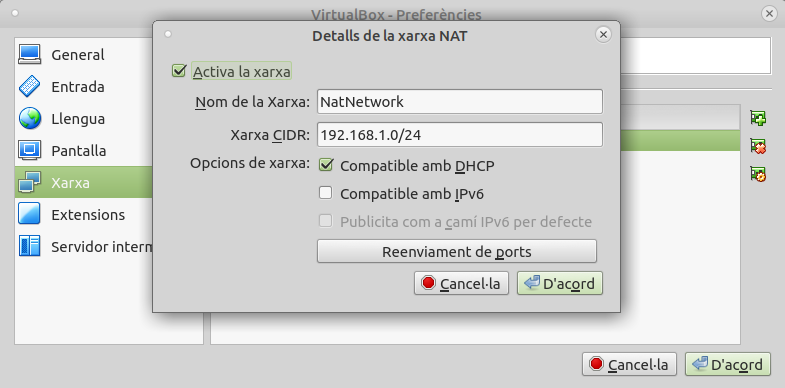 VirtualBox - Preferències
Detalls de la xarxa NAT
General
Entrada
Llengua
Pantalla
Xarxa
Extensions
Servidor interm
Activa la xarxa
Nom de la Xarxa: NatNetwork
Xarxa CIDR: 192.168.1.0/24
Opcions de xarxa: Compatible amb DHCP
Compatible amb IPv6
Publicita com a camí IPv6 per defecte
Reenviament de ports
Cancel·la D'acord
Cancel·la D'acord